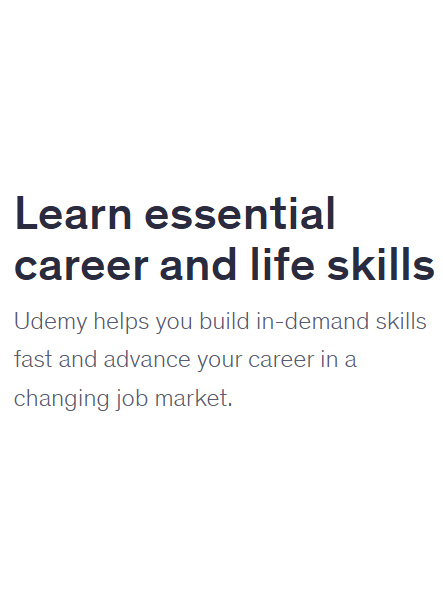 Learn essential
career and life skills
Udemy helps you build in-demand skills
fast and advance your career in a
changing job market.